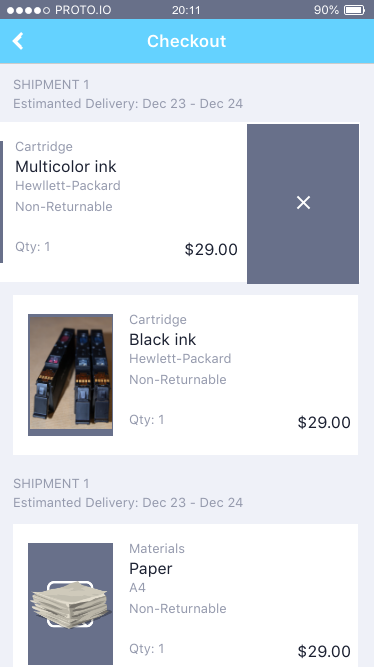 PROTO.IO 20:11 90%
Checkout
SHIPMENT 1
Estimanted Delivery: Dec 23 - Dec 24
Cartridge
Multicolor ink
Hewllett-Packard
Non-Returnable
Qty: 1 $29.00
Cartridge
Black ink
Hewlett-Packard
Non-Returnable
Qty: 1 $29.00
SHIPMENT 1
Estimanted Delivery: Dec 23 - Dec 24
Materials
Paper
A4
Non-Returnable
Qty: 1 $29.00